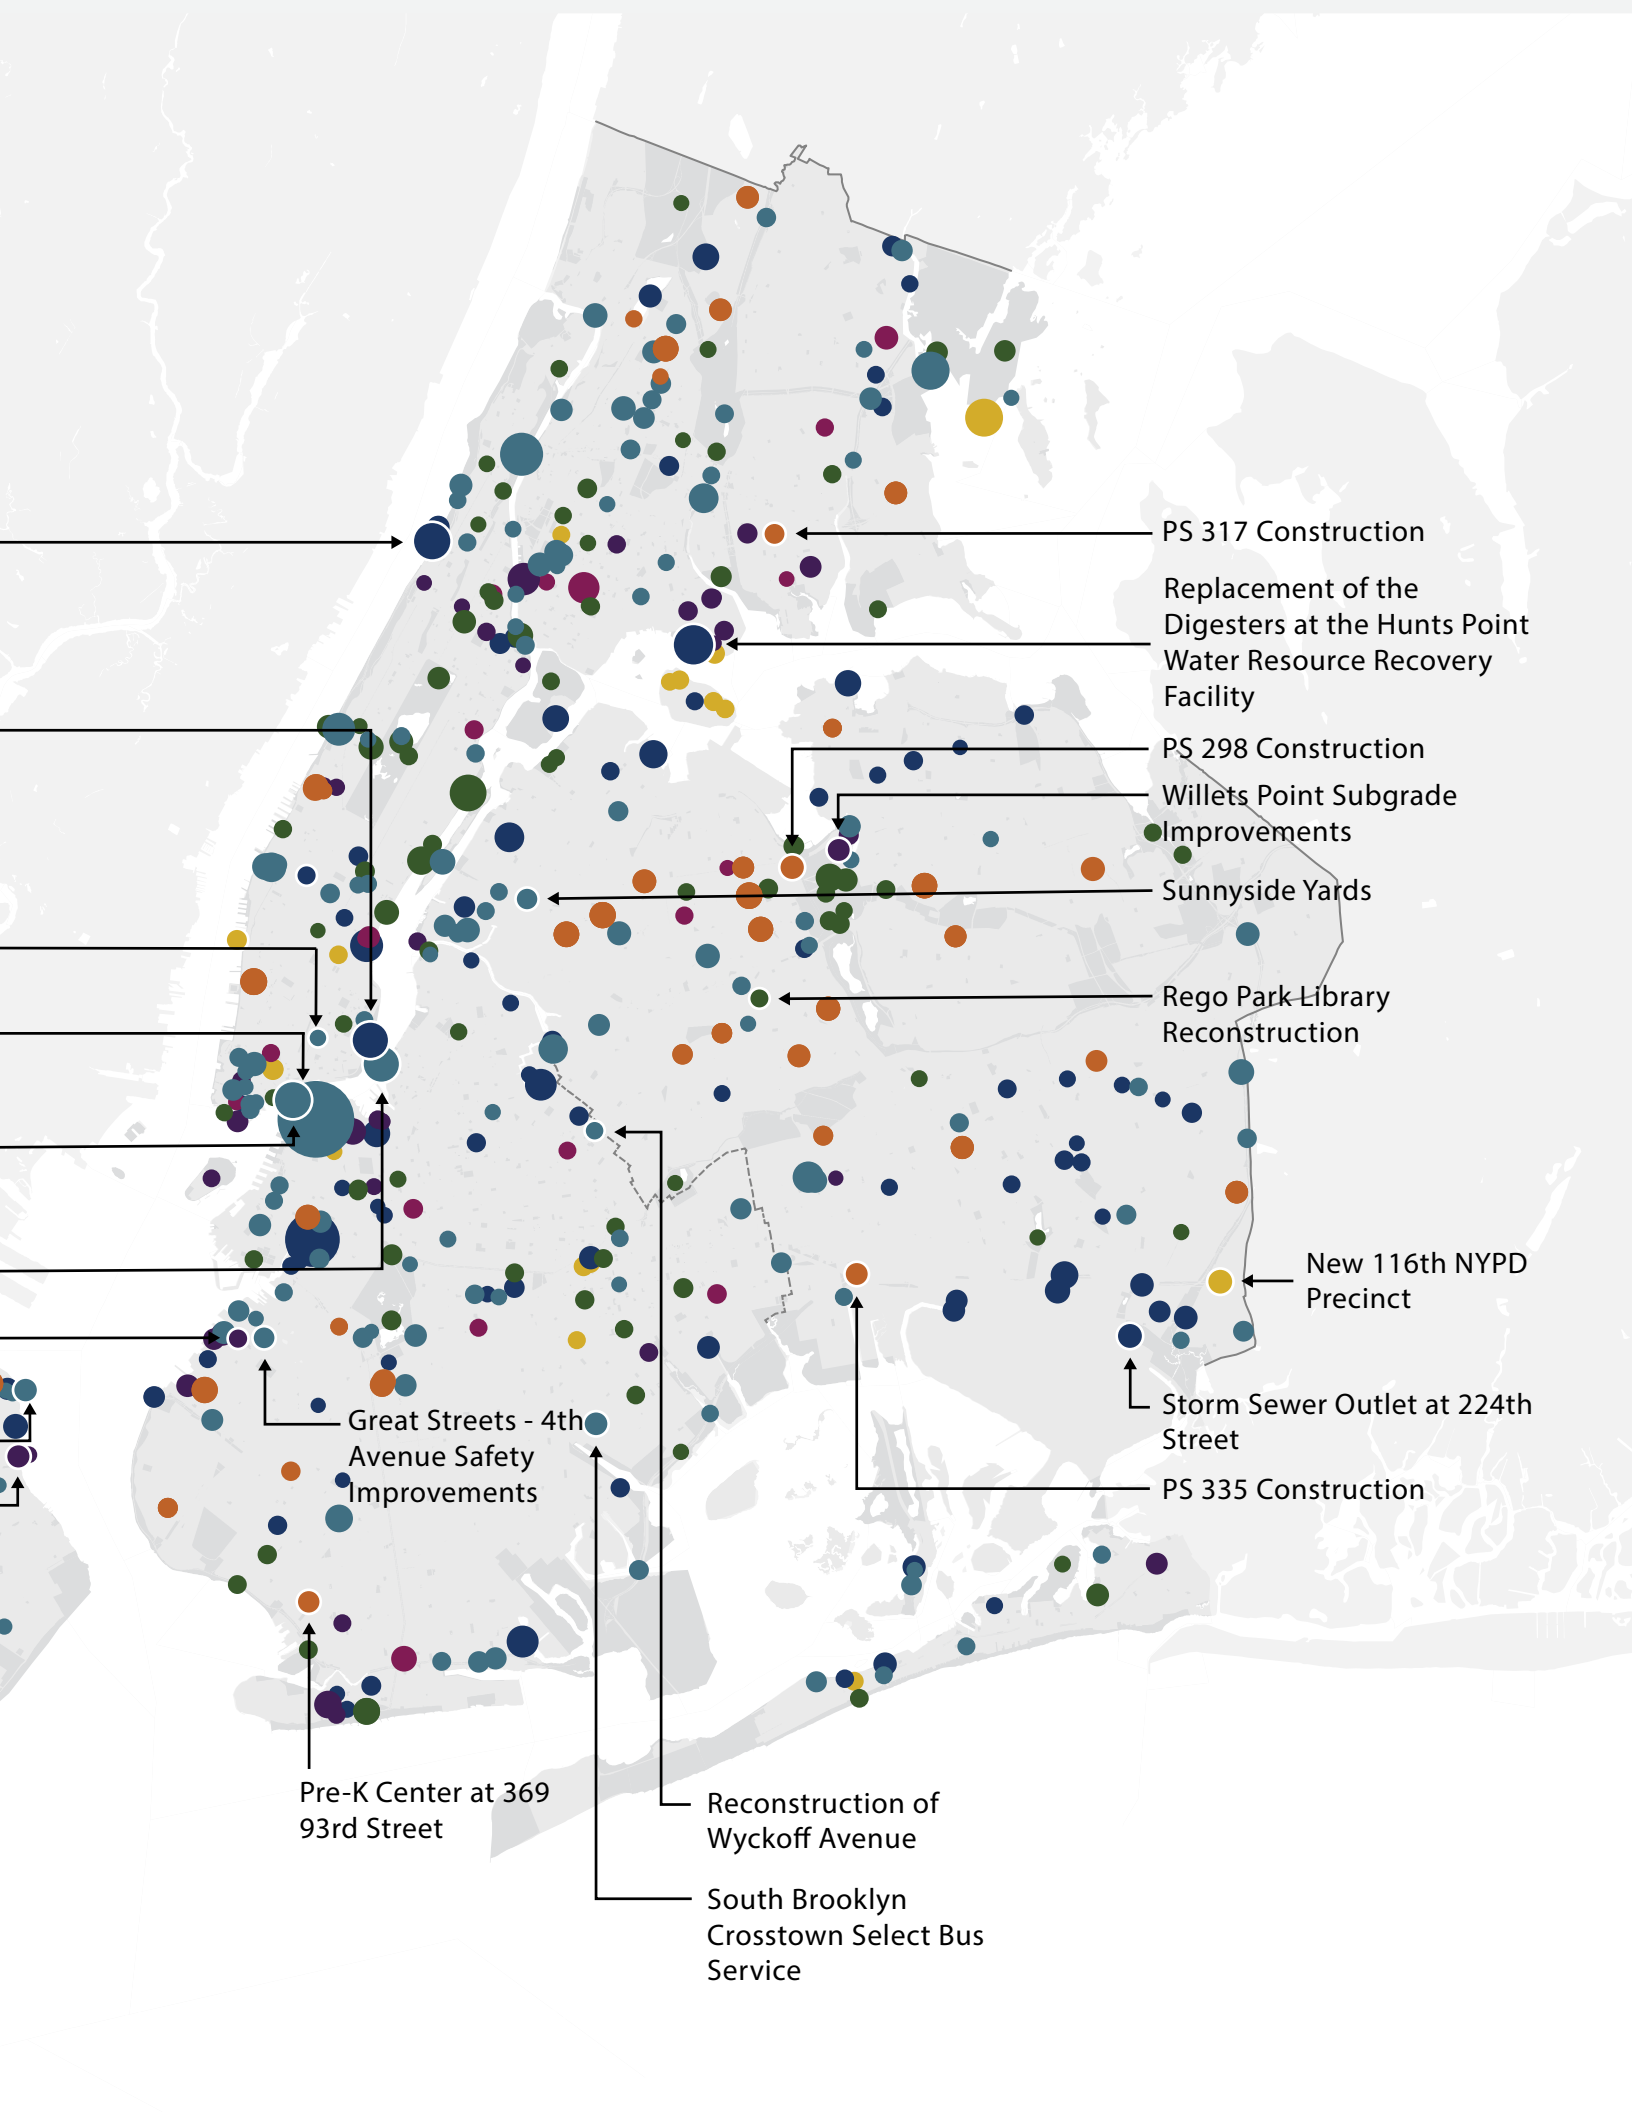 PS 317 Construction
Replacement of the
Digesters at the Hunts Point
Water Resource Recovery
Facility
PS 298 Construction
Willets Point Subgrade
Improvements
Sunnyside Yards
Rego Park Library
Reconstruction
New 116th NYPD
Precinct
Storm Sewer Outlet at 224th
Street
Great Streets - 4th
Avenue Safety
Improvements
PS 335 Construction
Pre-K Center at 369
93rd Street
Reconstruction of
Wyckoff Avenue
South Brooklyn
Crosstown Select Bus
Service